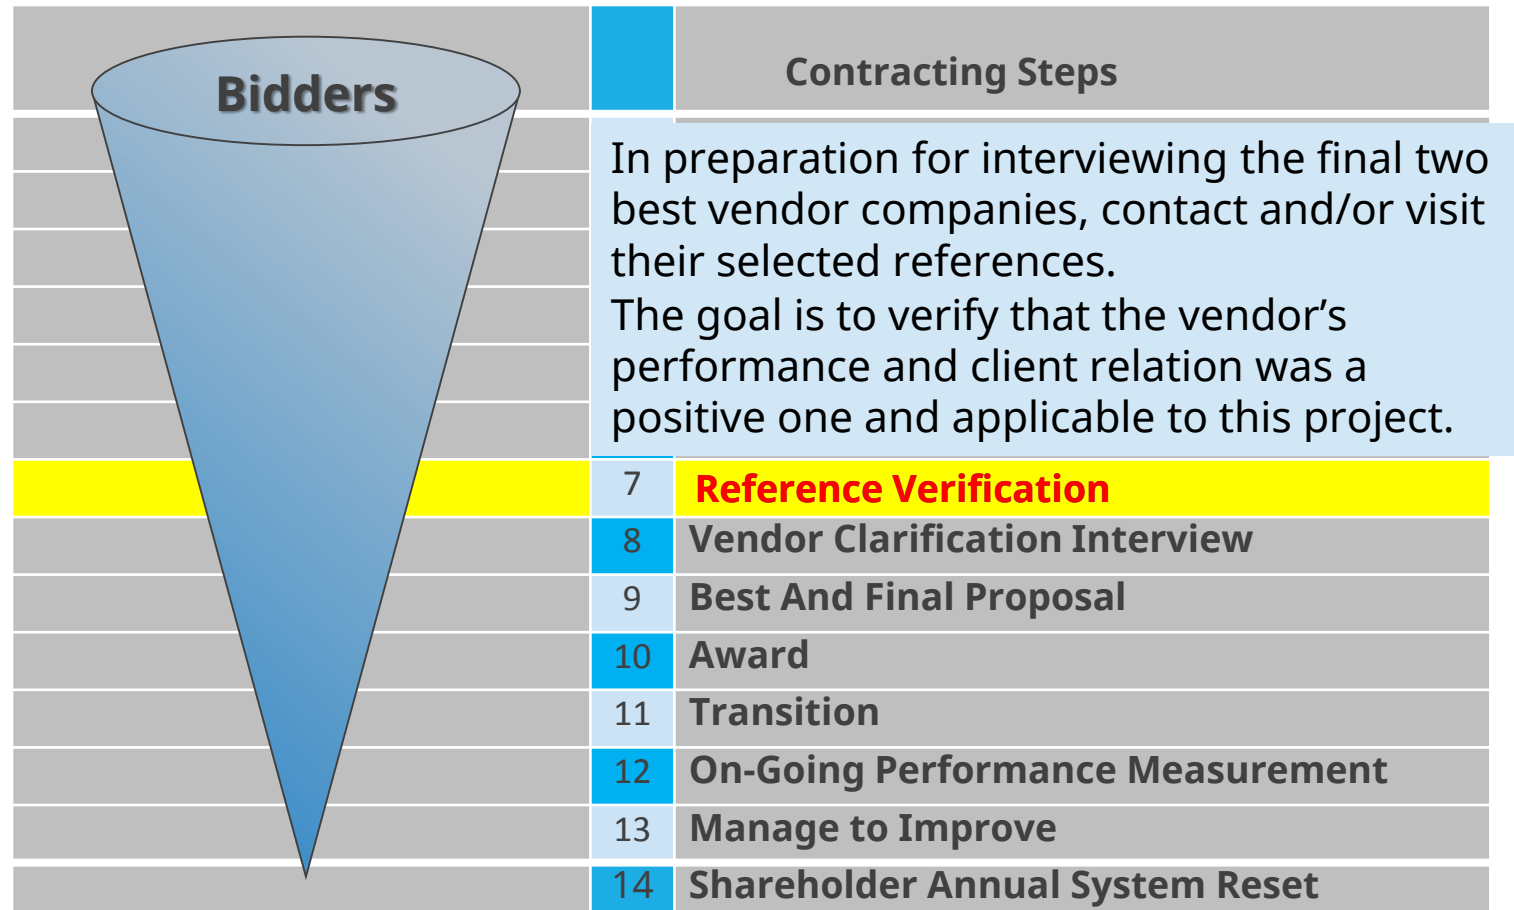 Bidders
Contracting Steps
In preparation for interviewing the final two
best vendor companies, contact and/or visit
their selected references.
The goal is to verify that the vendor’s
performance and client relation was a
positive one and applicable to this project.
7 Reference Verification
8 Vendor Clarification Interview
9 Best And Final Proposal
10 Award
11 Transition
12 On-Going Performance Measurement
13 Manage to Improve
14 Shareholder Annual System Reset